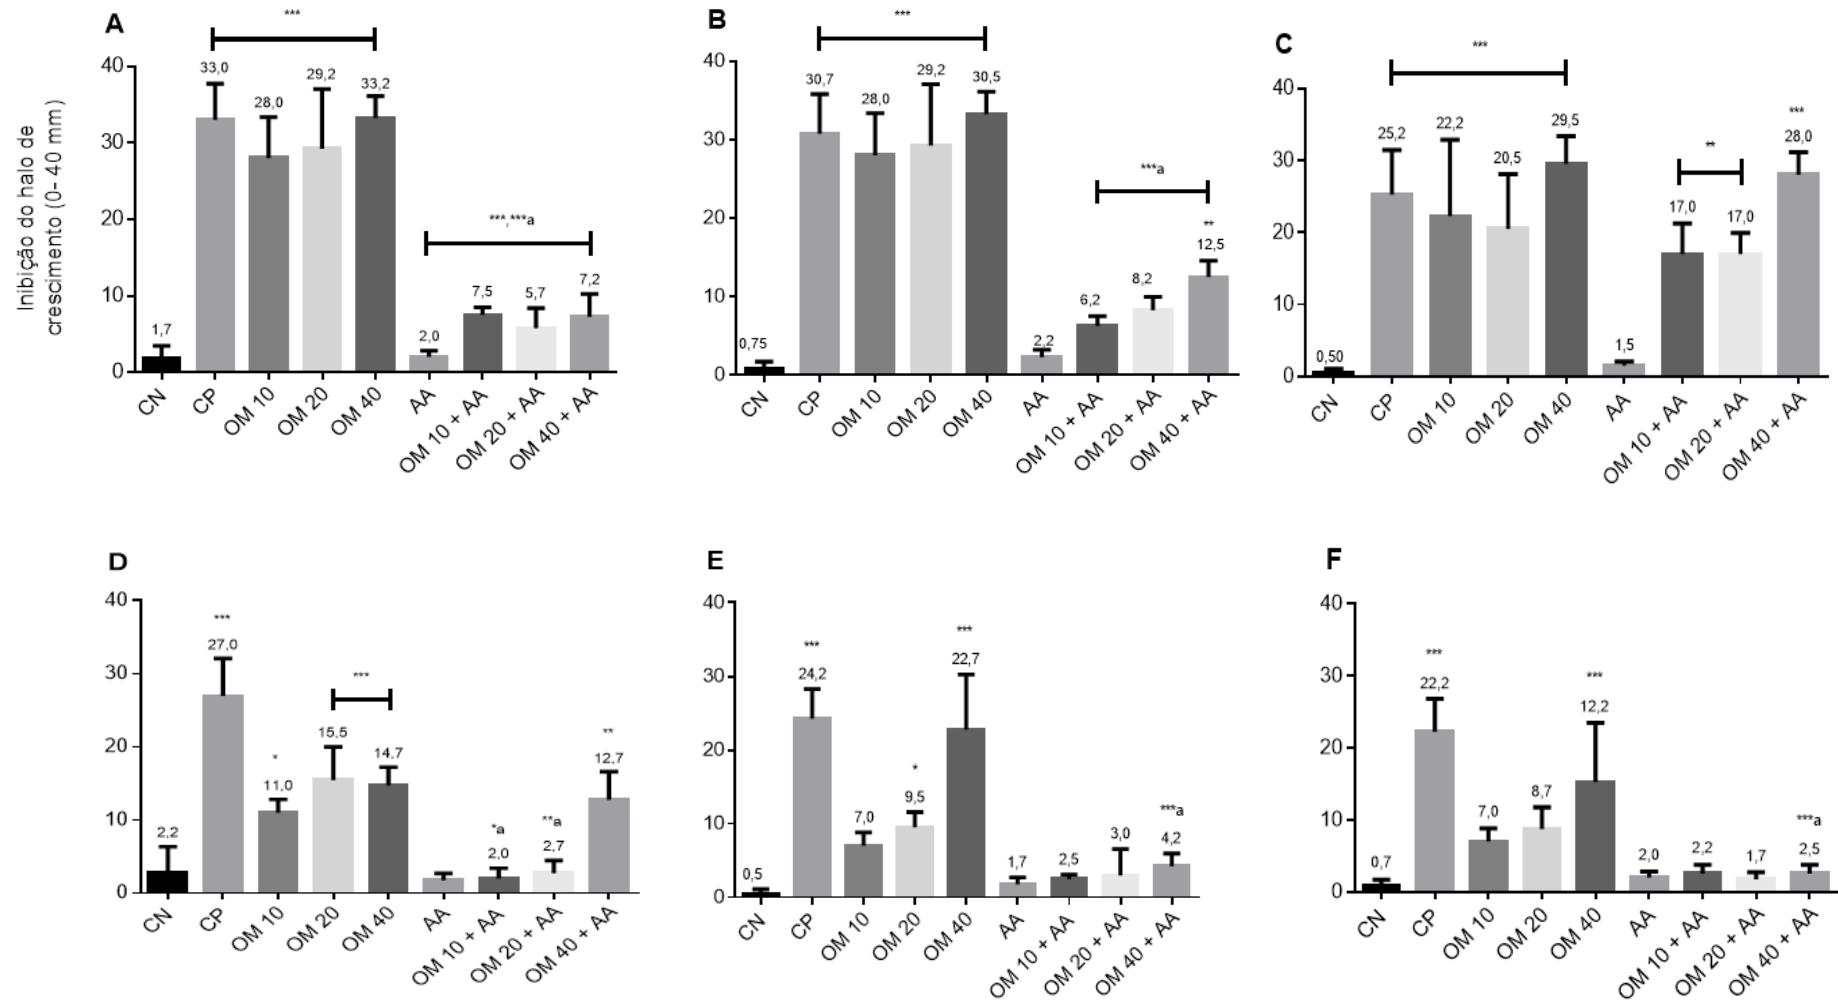 A
***
40
33,0
29,2
33,2
28,0
30
20
***,***a
10
7,5
5,7
7,2
1,7
2,0
0
CN
CP
OM 10
OM 20
OM 40
AA
OM 10 + AA
OM 20 + AA
OM 40 + AA
Inibição do halo de
crescimento (0- 40 mm)
B
***
40
30,7
28,0
29,2
30,5
30
20
***a
**
12,5
10
8,2
6,2
0,75
2,2
0
CN
CP
OM 10
OM 20
OM 40
AA
OM 10 + AA
OM 20 + AA
OM 40 + AA
C
***
40
25,2
22,2
20,5
29,5
**
***
28,0
30
20
17,0
17,0
10
0,50
1,5
0
CN
CP
OM 10
OM 20
OM 40
AA
OM 10 + AA
OM 20 + AA
OM 40 + AA
D
40
***
27,0
30
***
20
15,5
14,7
*
11,0
**
12,7
10
2,2
*a
2,0
**a
2,7
0
CN
CP
OM 10
OM 20
OM 40
AA
OM 10 + AA
OM 20 + AA
OM 40 + AA
E
40
***
24,2
***
22,7
30
20
*
9,5
7,0
10
***a
4,2
3,0
2,5
1,7
0,5
0
CN
CP
OM 10
OM 20
OM 40
AA
OM 10 + AA
OM 20 + AA
OM 40 + AA
F
40
***
22,2
30
***
12,2
20
8,7
7,0
10
***a
2,5
1,7
2,2
2,0
0,7
0
CN
CP
OM 10
OM 20
OM 40
AA
OM 10 + AA
OM 20 + AA
OM 40 + AA